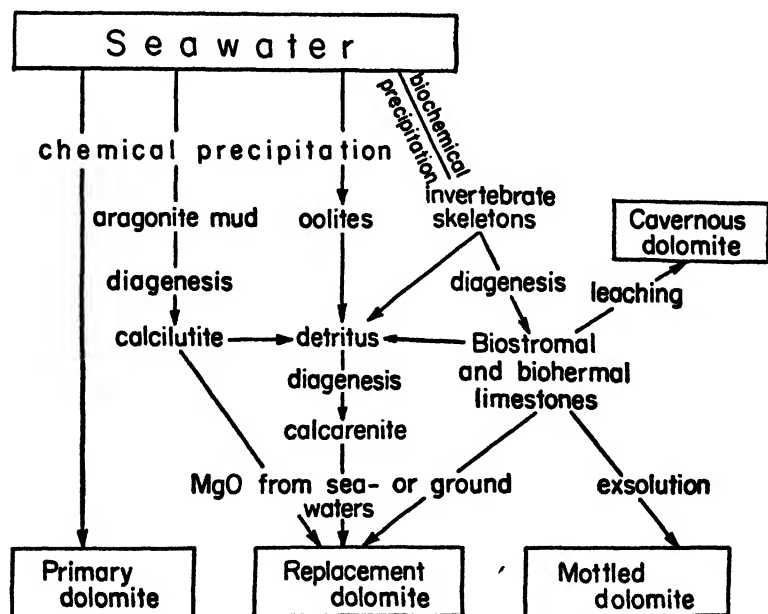 Seawater
biochemical
precipitation
chemical precipitation
invertebrate
skeletons
aragonite mud
oolites
Cavernous
dolomite
diagenesis
diagenesis
leaching
calcilutite
detritus
Biostromal
and biohermal
limestones
diagenesis
calcarenite
MgO from sea- or ground
waters
exsolution
Primary
dolomite
Replacement
dolomite
Mottled
dolomite